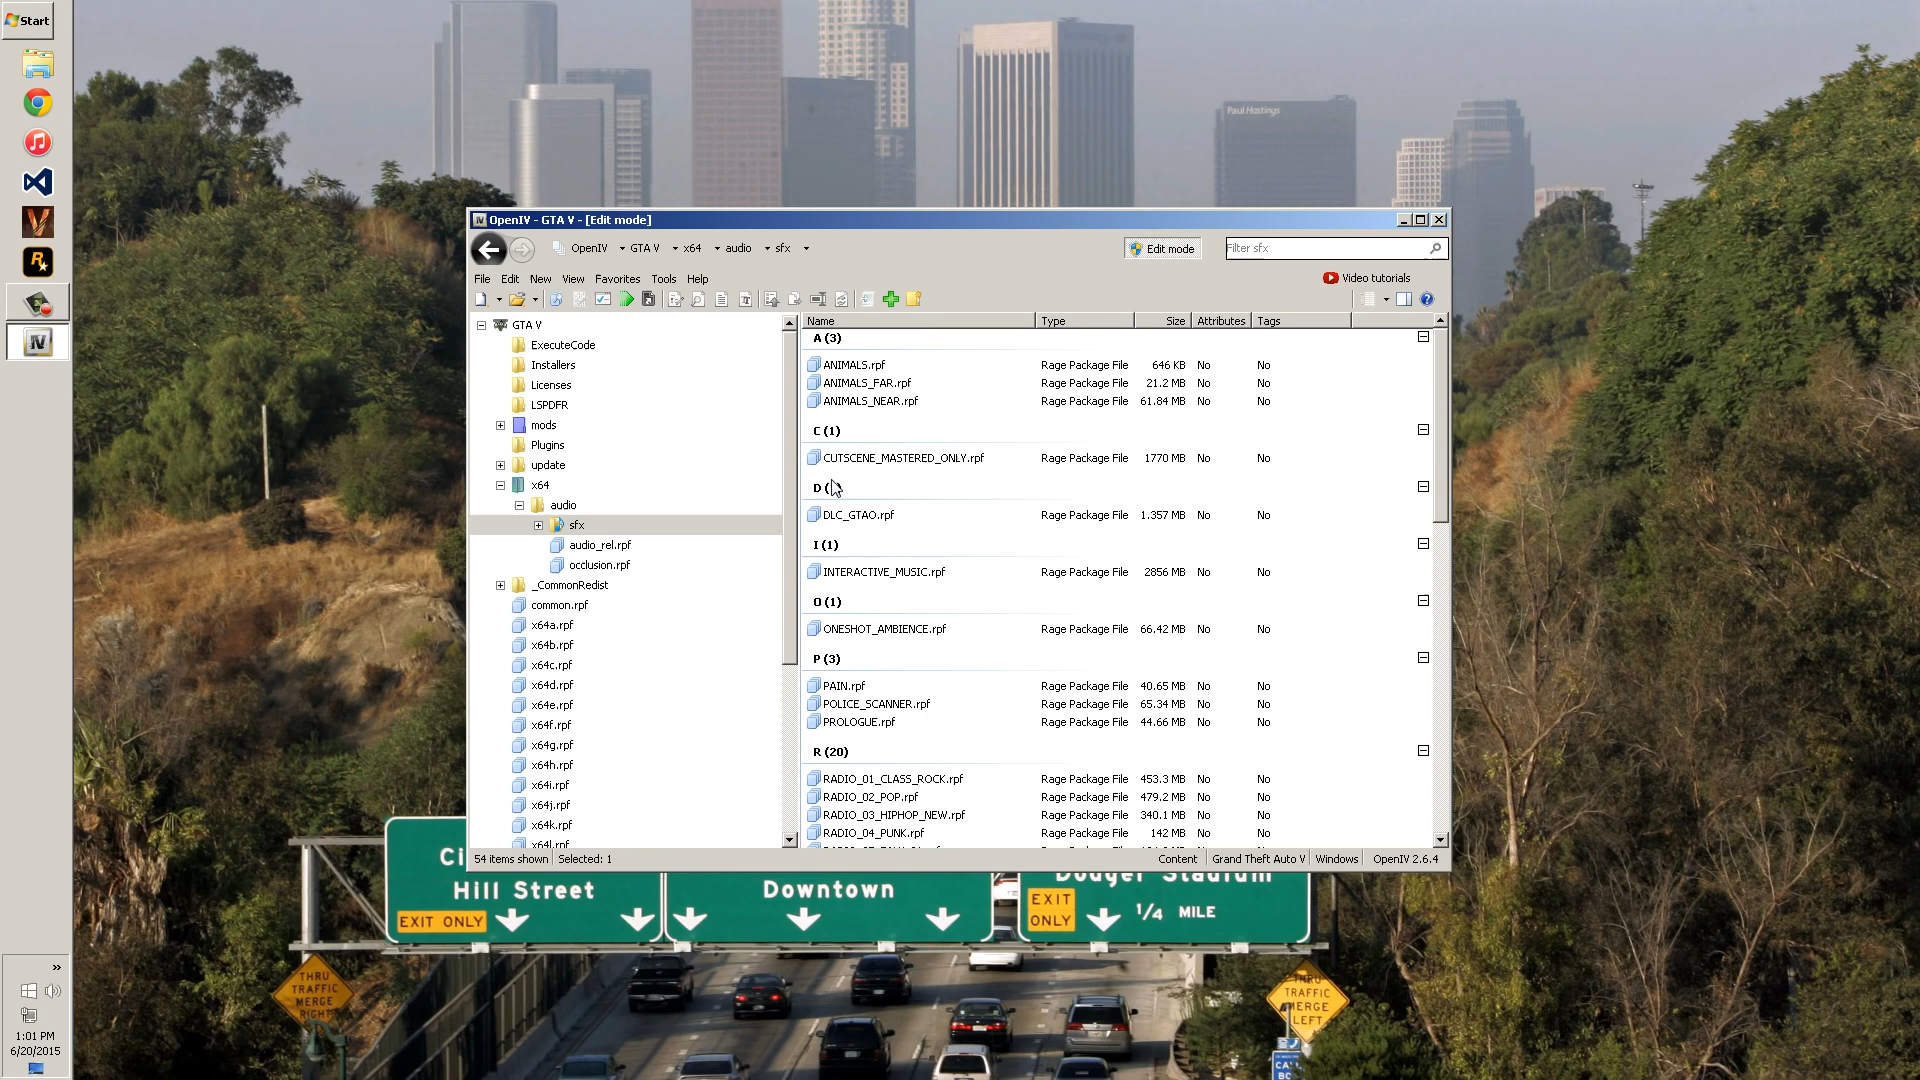 Start
Paul Hastings
OpenIV - GTA V - [Edit mode]
OpenIV GTA V x64 audio sfx
Edit mode
Filter sfx
File Edit New View Favorites Tools Help
Video tutorials
GTA V
ExecuteCode
Installers
Licenses
LSPDFR
mods
Plugins
update
x64
audio
sfx
audio_rel.rpf
occlusion.rpf
_CommonRedist
common.rpf
x64a.rpf
x64b.rpf
x64c.rpf
x64d.rpf
x64e.rpf
x64f.rpf
x64g.rpf
x64h.rpf
x64i.rpf
x64j.rpf
x64k.rpf
x64l.rpf
Name Type Size Attributes Tags
A (3)
ANIMALS.rpf Rage Package File 646 KB No No
ANIMALS_FAR.rpf Rage Package File 21.2 MB No No
ANIMALS_NEAR.rpf Rage Package File 61.84 MB No No
C (1)
CUTSCENE_MASTERED_ONLY.rpf Rage Package File 1770 MB No No
D (
DLC_GTAO.rpf Rage Package File 1.357 MB No No
I (1)
INTERACTIVE_MUSIC.rpf Rage Package File 2856 MB No No
O (1)
ONESHOT_AMBIENCE.rpf Rage Package File 66.42 MB No No
P (3)
PAIN.rpf Rage Package File 40.65 MB No No
POLICE_SCANNER.rpf Rage Package File 65.34 MB No No
PROLOGUE.rpf Rage Package File 44.66 MB No No
R (20)
RADIO_01_CLASS_ROCK.rpf Rage Package File 453.3 MB No No
RADIO_02_POP.rpf Rage Package File 479.2 MB No No
RADIO_03_HIPHOP_NEW.rpf Rage Package File 340.1 MB No No
RADIO_04_PUNK.rpf Rage Package File 142 MB No No
54 items shown Selected: 1
Content Grand Theft Auto V Windows OpenIV 2.6.4
Ci
Hill Street
EXIT ONLY
Downtown
Dodger Stadium
EXIT
ONLY
1/4 MILE
THRU
TRAFFIC
MERGE
RIGHT
THRU
TRAFFIC
MERGE
LEFT
1:01 PM
6/20/2015